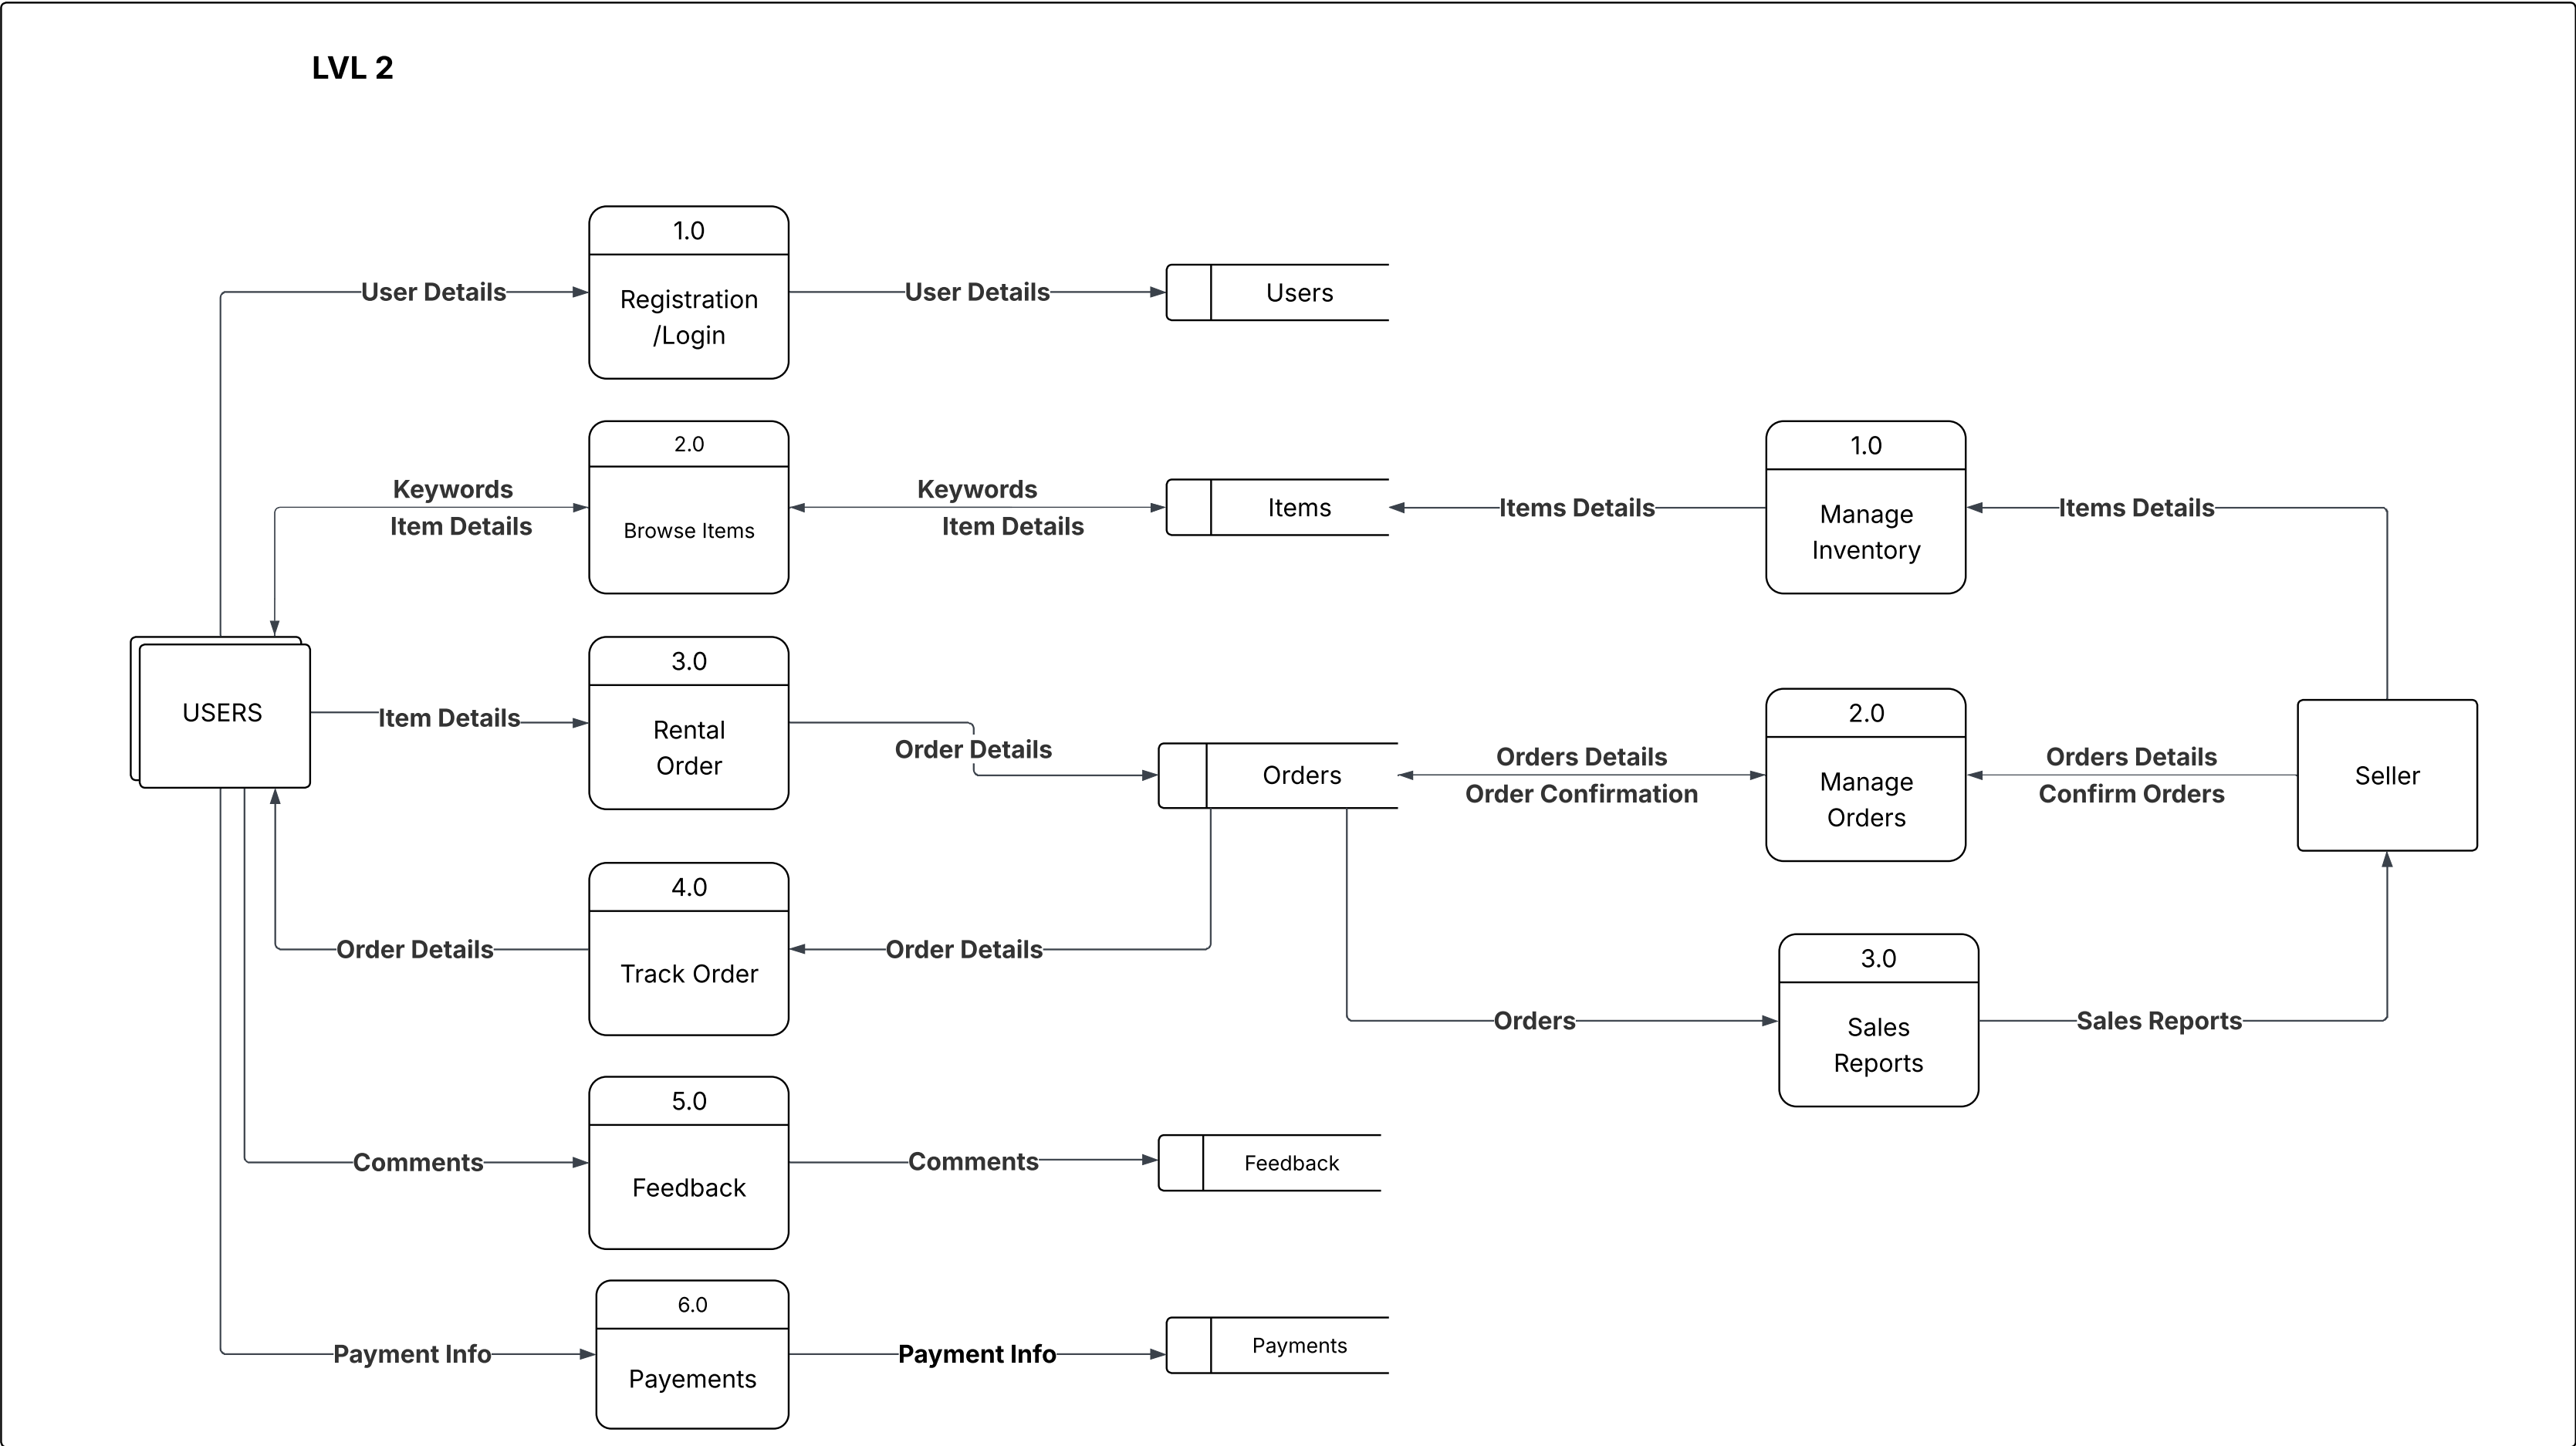 LVL 2
1.0
Registration
/Login
User Details
User Details
Users
2.0
Browse Items
Keywords
Item Details
Keywords
Item Details
Items
Items Details
1.0
Manage
Inventory
Items Details
USERS
Item Details
3.0
Rental
Order
Order Details
Orders
Orders Details
Order Confirmation
2.0
Manage
Orders
Orders Details
Confirm Orders
Seller
4.0
Track Order
Order Details
Order Details
Orders
3.0
Sales
Reports
Sales Reports
5.0
Feedback
Comments
Comments
Feedback
6.0
Payements
Payment Info
Payment Info
Payments